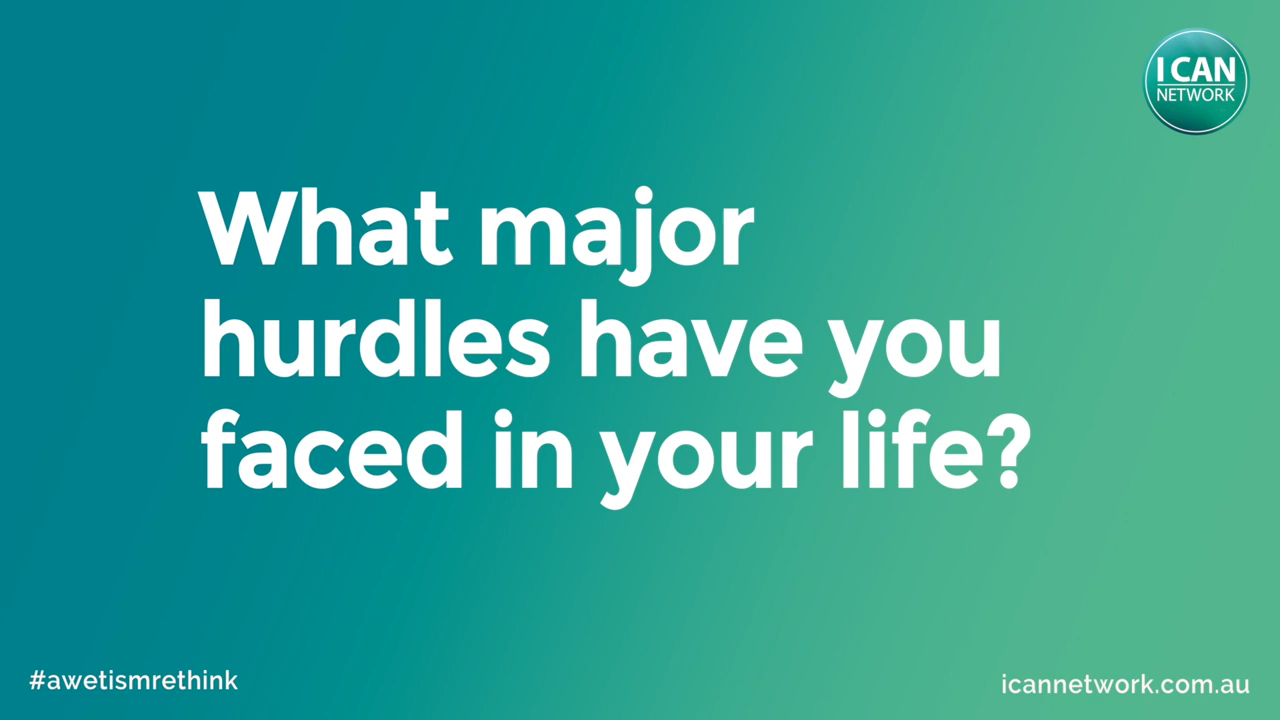 I CAN
NETWORK
What major
hurdles have you
faced in your life?
#awetismrethink
icannetwork.com.au